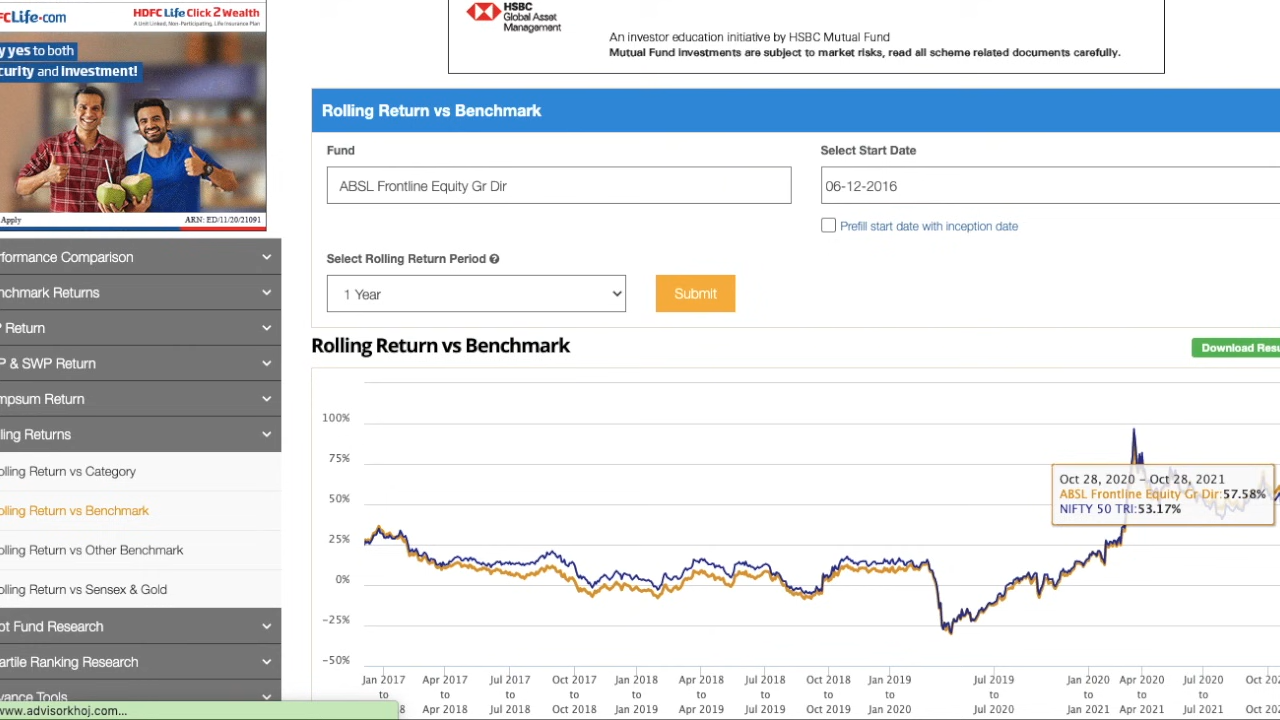 FCLife.com
HDFC Life Click 2 Wealth
A Unit Linked, Non-Participating, Life Insurance Plan
y yes to both
curity and investment!
Apply
ARN: ED/11/20/21091
HSBC
Global Asset
Management
An investor education initiative by HSBC Mutual Fund
Mutual Fund investments are subject to market risks, read all scheme related documents carefully.
Rolling Return vs Benchmark
Fund
Select Start Date
ABSL Frontline Equity Gr Dir
06-12-2016
Prefill start date with inception date
Select Rolling Return Period
1 Year
Submit
Rolling Return vs Benchmark
Download Resu
rformance Comparison
nchmark Returns
P Return
P & SWP Return
mpsum Return
lling Returns
olling Return vs Category
olling Return vs Benchmark
olling Return vs Other Benchmark
olling Return vs Sensex & Gold
ot Fund Research
artile Ranking Research
vance Tools
www.advisorkhoj.com...
100%
75%
50%
25%
0%
-25%
-50%
Oct 28, 2020 - Oct 28, 2021
ABSL Frontline Equity Gr Dir:57.58%
NIFTY 50 TRI:53.17%
Jan 2017 Apr 2017 Jul 2017 Oct 2017 Jan 2018 Apr 2018 Jul 2018 Oct 2018 Jan 2019 Jul 2019 Jan 2020 Apr 2020 Jul 2020 Oct 202
to to to to to to to to to to to to to to
8 Apr 2018 Jul 2018 Oct 2018 Jan 2019 Apr 2019 Jul 2019 Oct 2019 Jan 2020 Jul 2020 Jan 2021 Apr 2021 Jul 2021 Oct 202